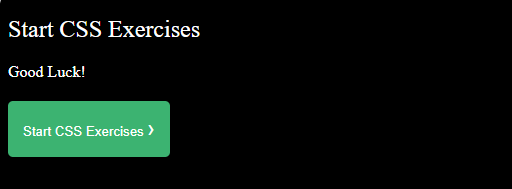 Start CSS Exercises
Good Luck!
Start CSS Exercises ❯